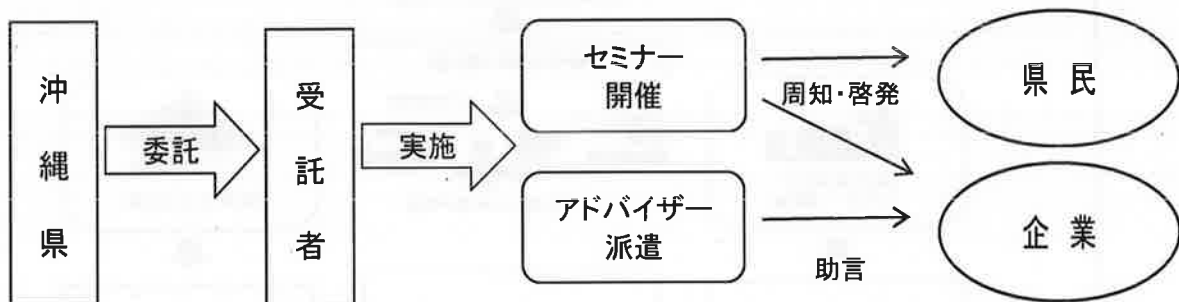 沖縄県
委託
受託者
実施
セミナー
開催
アドバイザー
派遣
周知・啓発
助言
県民
企業